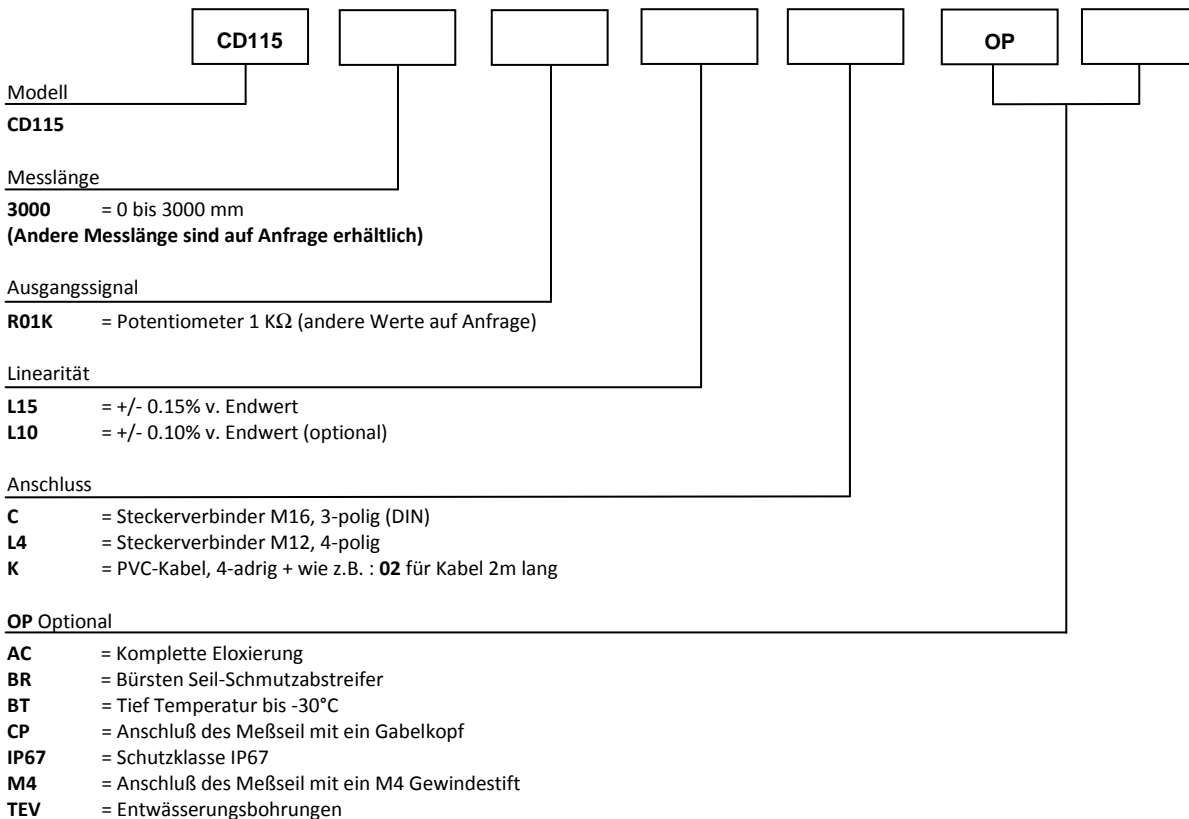 CD115 OP
Modell
CD115
Messlänge
3000 = 0 bis 3000 mm
(Andere Messlänge sind auf Anfrage erhältlich)
Ausgangssignal
R01K = Potentiometer 1 KΩ (andere Werte auf Anfrage)
Linearität
L15 = +/- 0.15% v. Endwert
L10 = +/- 0.10% v. Endwert (optional)
Anschluss
C = Steckerverbinder M16, 3-polig (DIN)
L4 = Steckerverbinder M12, 4-polig
K = PVC-Kabel, 4-adrig + wie z.B. : 02 für Kabel 2m lang
OP Optional
AC = Komplette Eloxierung
BR = Bürsten Seil-Schmutzabstreifer
BT = Tief Temperatur bis -30°C
CP = Anschluß des Meßseil mit ein Gabelkopf
IP67 = Schutzklasse IP67
M4 = Anschluß des Meßseil mit ein M4 Gewindestift
TEV = Entwässerungsbohrungen